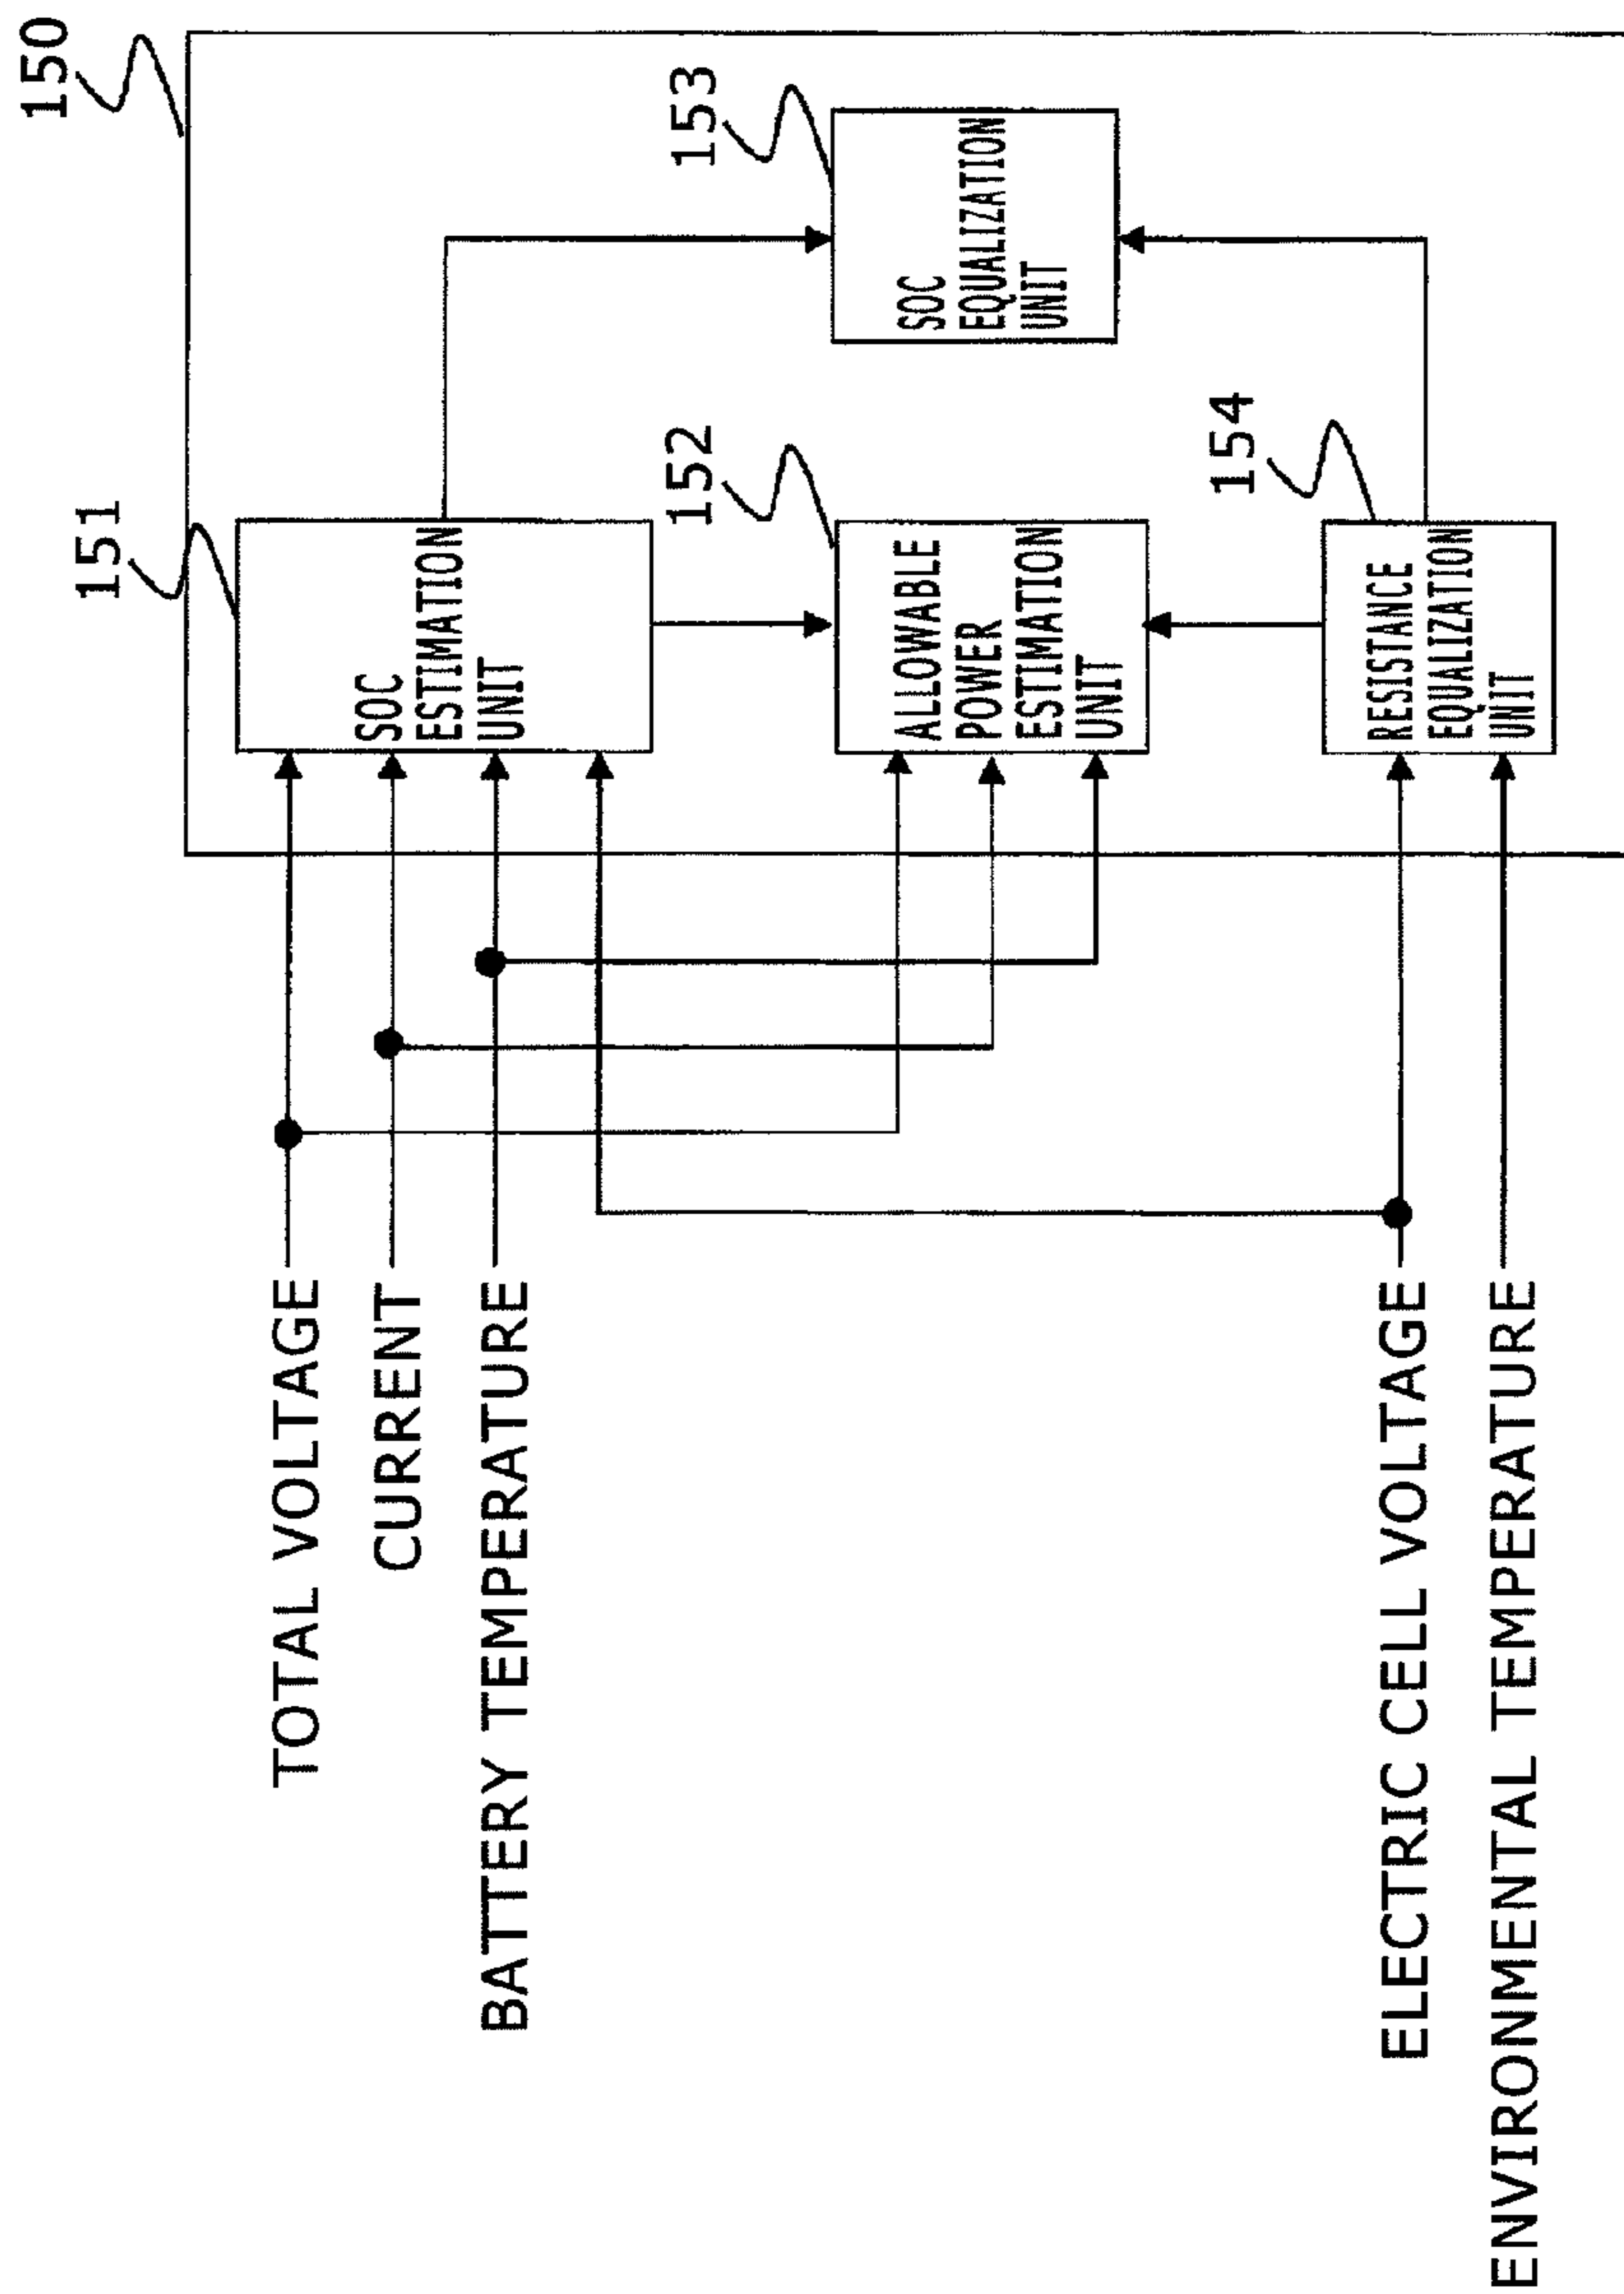 150
151
SOC
ESTIMATION
UNIT
153
SOC
EQUALIZATION
UNIT
152
ALLOWABLE
POWER
ESTIMATION
UNIT
154
RESISTANCE
EQUALIZATION
UNIT
TOTAL VOLTAGE
CURRENT
BATTERY TEMPERATURE
ELECTRIC CELL VOLTAGE
ENVIRONMENTAL TEMPERATURE